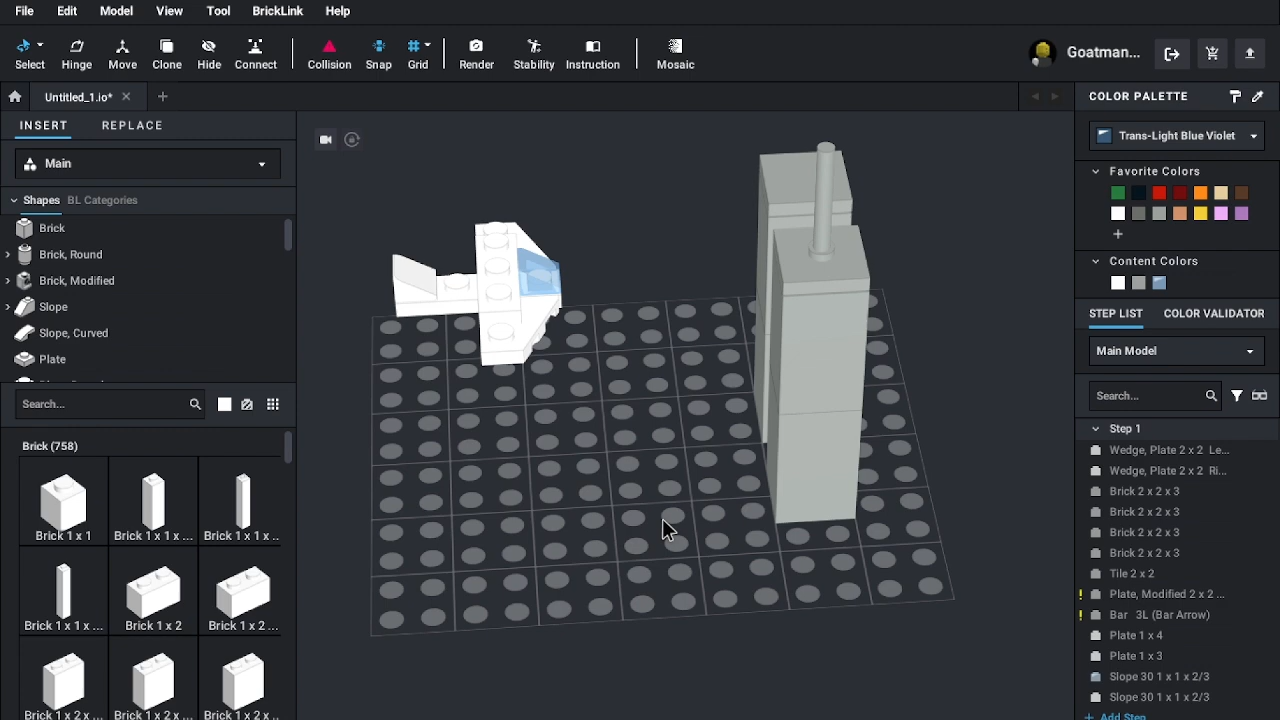 File Edit Model View Tool BrickLink Help
Select Hinge Move Clone Hide Connect Collision Snap Grid Render Stability Instruction Mosaic Goatman...
Untitled_1.io*
INSERT REPLACE
Main
Shapes BL Categories
Brick
Brick, Round
Brick, Modified
Slope
Slope, Curved
Plate
Search...
Brick (758)
Brick 1 x 1 Brick 1 x 1 x ... Brick 1 x 1 x ..
Brick 1 x 1 x ... Brick 1 x 2 Brick 1 x 2 ...
Brick 1 x 2 x ... Brick 1 x 2 x ... Brick 1 x 2 x ..
COLOR PALETTE
Trans-Light Blue Violet
Favorite Colors
Content Colors
STEP LIST COLOR VALIDATOR
Main Model
Search...
Step 1
Wedge, Plate 2 x 2 Le...
Wedge, Plate 2 x 2 Ri...
Brick 2 x 2 x 3
Brick 2 x 2 x 3
Brick 2 x 2 x 3
Brick 2 x 2 x 3
Tile 2 x 2
Plate, Modified 2 x 2 ...
Bar 3L (Bar Arrow)
Plate 1 x 4
Plate 1 x 3
Slope 30 1 x 1 x 2/3
Slope 30 1 x 1 x 2/3
+ Add Step